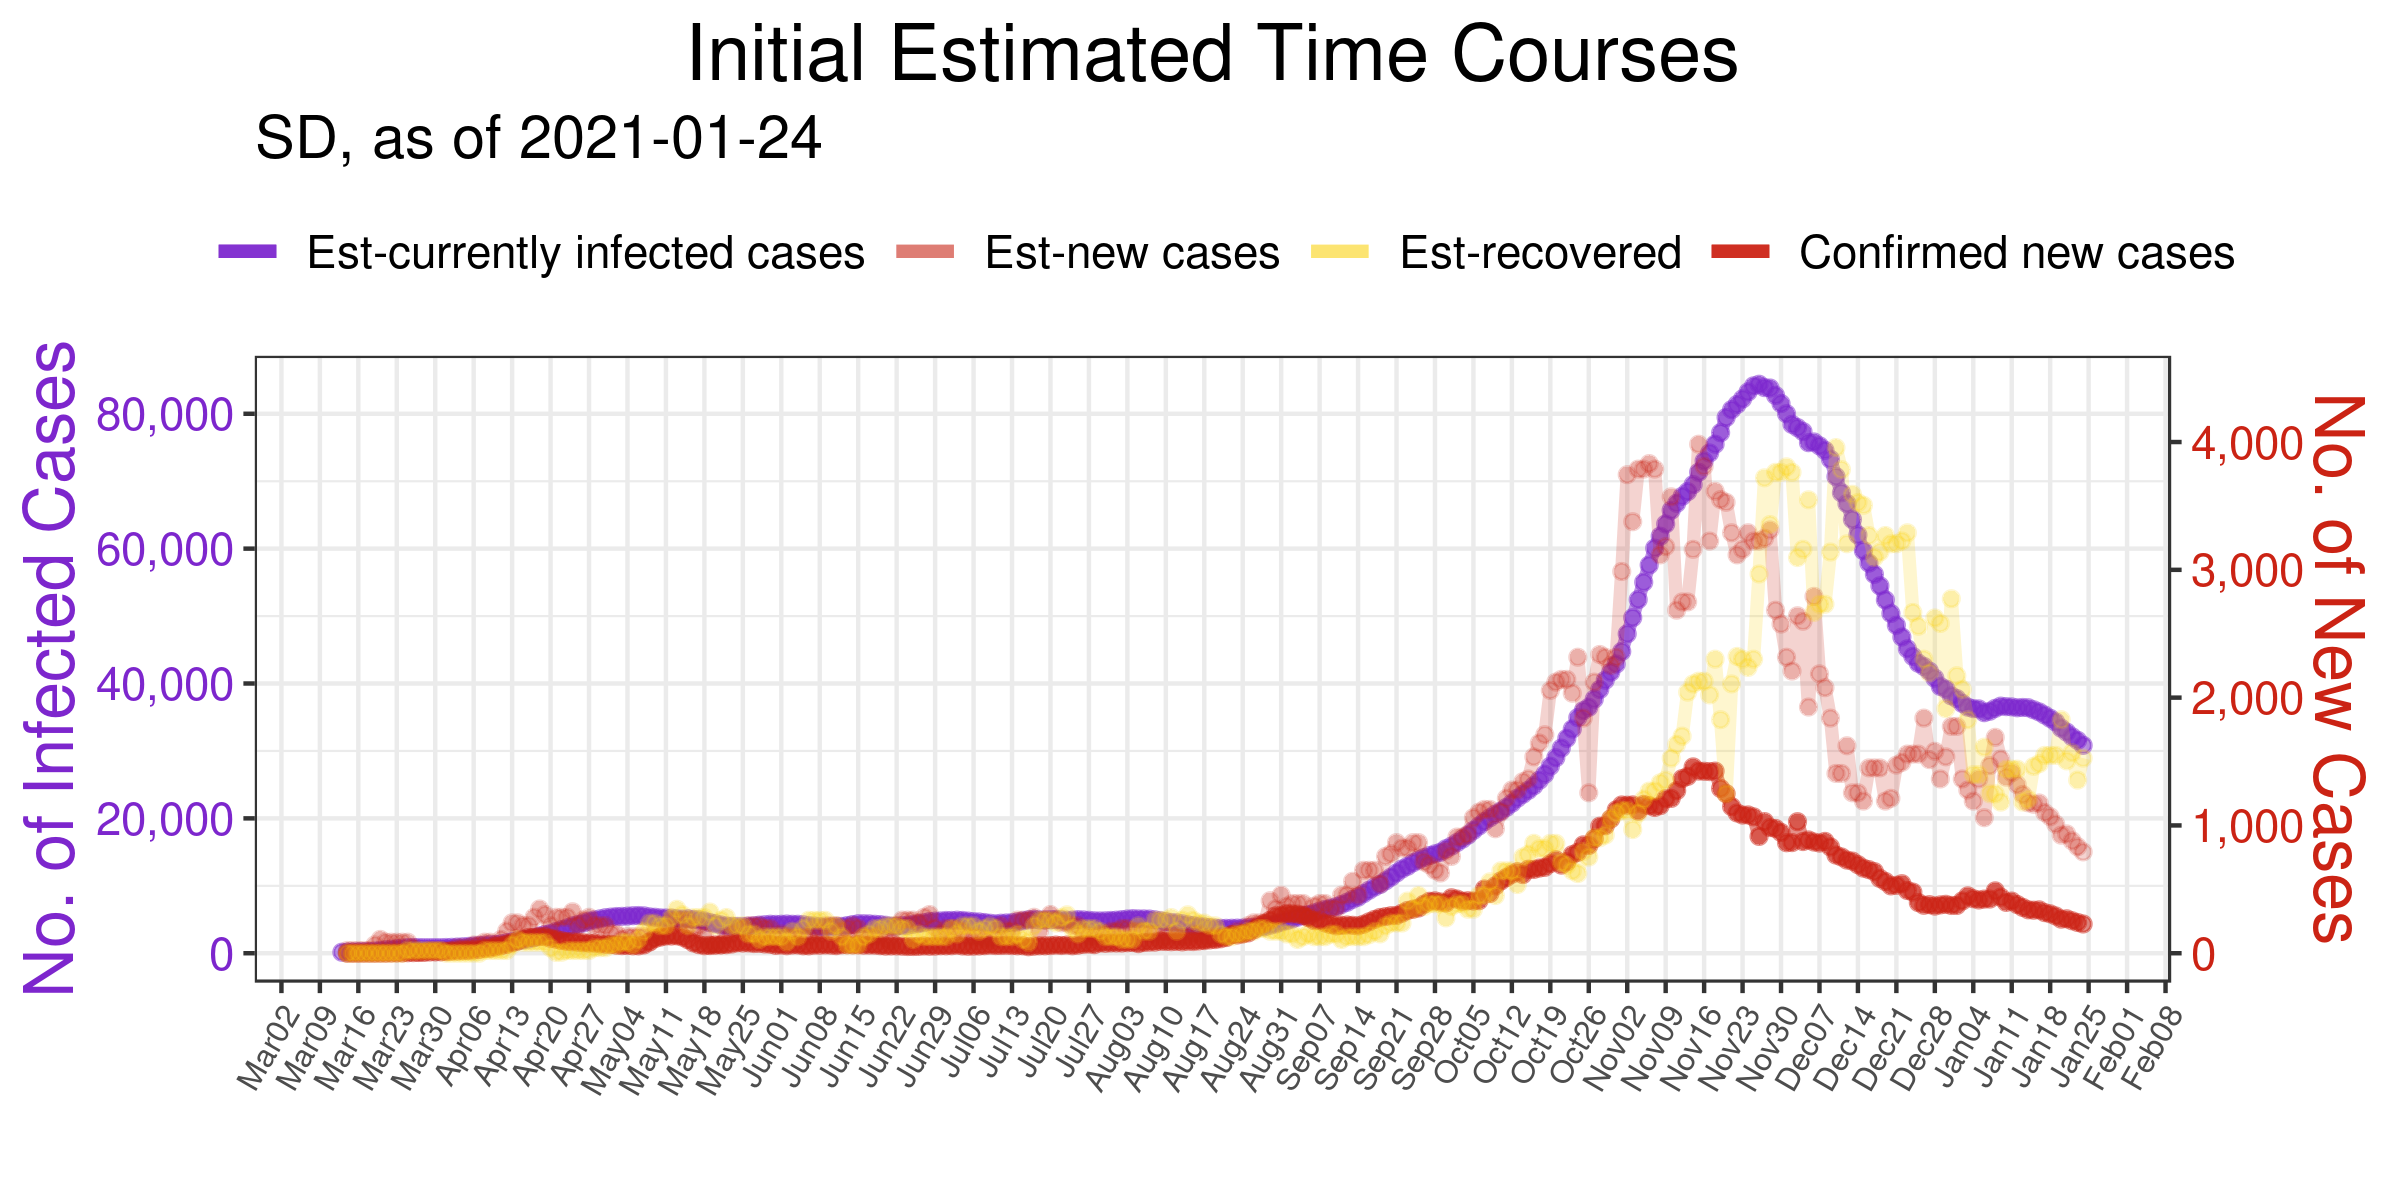 Initial Estimated Time Courses
SD, as of 2021-01-24
Est-currently infected cases Est-new cases Est-recovered Confirmed new cases
No. of Infected Cases
80,000
60,000
40,000
20,000
0
4,000
3,000
2,000
1,000
0
No. of New Cases
Mar02 Mar09 Mar16 Mar23 Mar30 Apr06 Apr13 Apr20 Apr27 May04 May11 May18 May25 Jun01 Jun08 Jun15 Jun22 Jun29 Jul06 Jul13 Jul20 Jul27 Aug03 Aug10 Aug17 Aug24 Aug31 Sep07 Sep14 Sep21 Sep28 Oct05 Oct12 Oct19 Oct26 Nov02 Nov09 Nov16 Nov23 Nov30 Dec07 Dec14 Dec21 Dec28 Jan04 Jan11 Jan18 Jan25 Feb01 Feb08